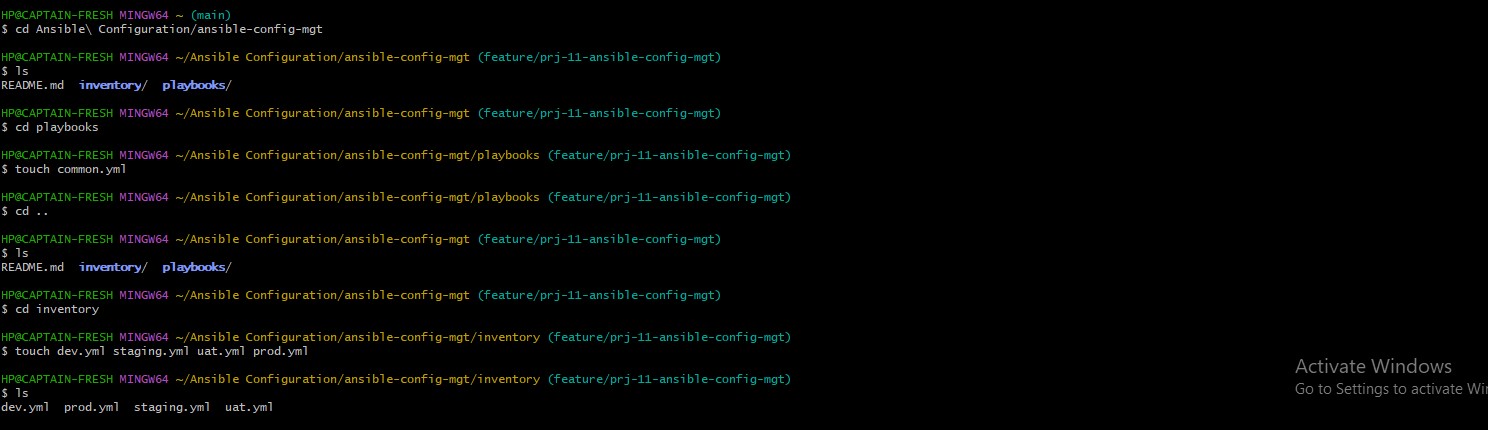 HP@CAPTAIN-FRESH MINGW64 ~ (main)
$ cd Ansible\ Configuration/ansible-config-mgt
HP@CAPTAIN-FRESH MINGW64 ~/Ansible Configuration/ansible-config-mgt (feature/prj-11-ansible-config-mgt)
$ ls
README.md  inventory/  playbooks/
HP@CAPTAIN-FRESH MINGW64 ~/Ansible Configuration/ansible-config-mgt (feature/prj-11-ansible-config-mgt)
$ cd playbooks
HP@CAPTAIN-FRESH MINGW64 ~/Ansible Configuration/ansible-config-mgt/playbooks (feature/prj-11-ansible-config-mgt)
$ touch common.yml
HP@CAPTAIN-FRESH MINGW64 ~/Ansible Configuration/ansible-config-mgt/playbooks (feature/prj-11-ansible-config-mgt)
$ cd ..
HP@CAPTAIN-FRESH MINGW64 ~/Ansible Configuration/ansible-config-mgt (feature/prj-11-ansible-config-mgt)
$ ls
README.md  inventory/  playbooks/
HP@CAPTAIN-FRESH MINGW64 ~/Ansible Configuration/ansible-config-mgt (feature/prj-11-ansible-config-mgt)
$ cd inventory
HP@CAPTAIN-FRESH MINGW64 ~/Ansible Configuration/ansible-config-mgt/inventory (feature/prj-11-ansible-config-mgt)
$ touch dev.yml staging.yml uat.yml prod.yml
HP@CAPTAIN-FRESH MINGW64 ~/Ansible Configuration/ansible-config-mgt/inventory (feature/prj-11-ansible-config-mgt)
$ ls
dev.yml  prod.yml  staging.yml  uat.yml
Activate Windows
Go to Settings to activate Win